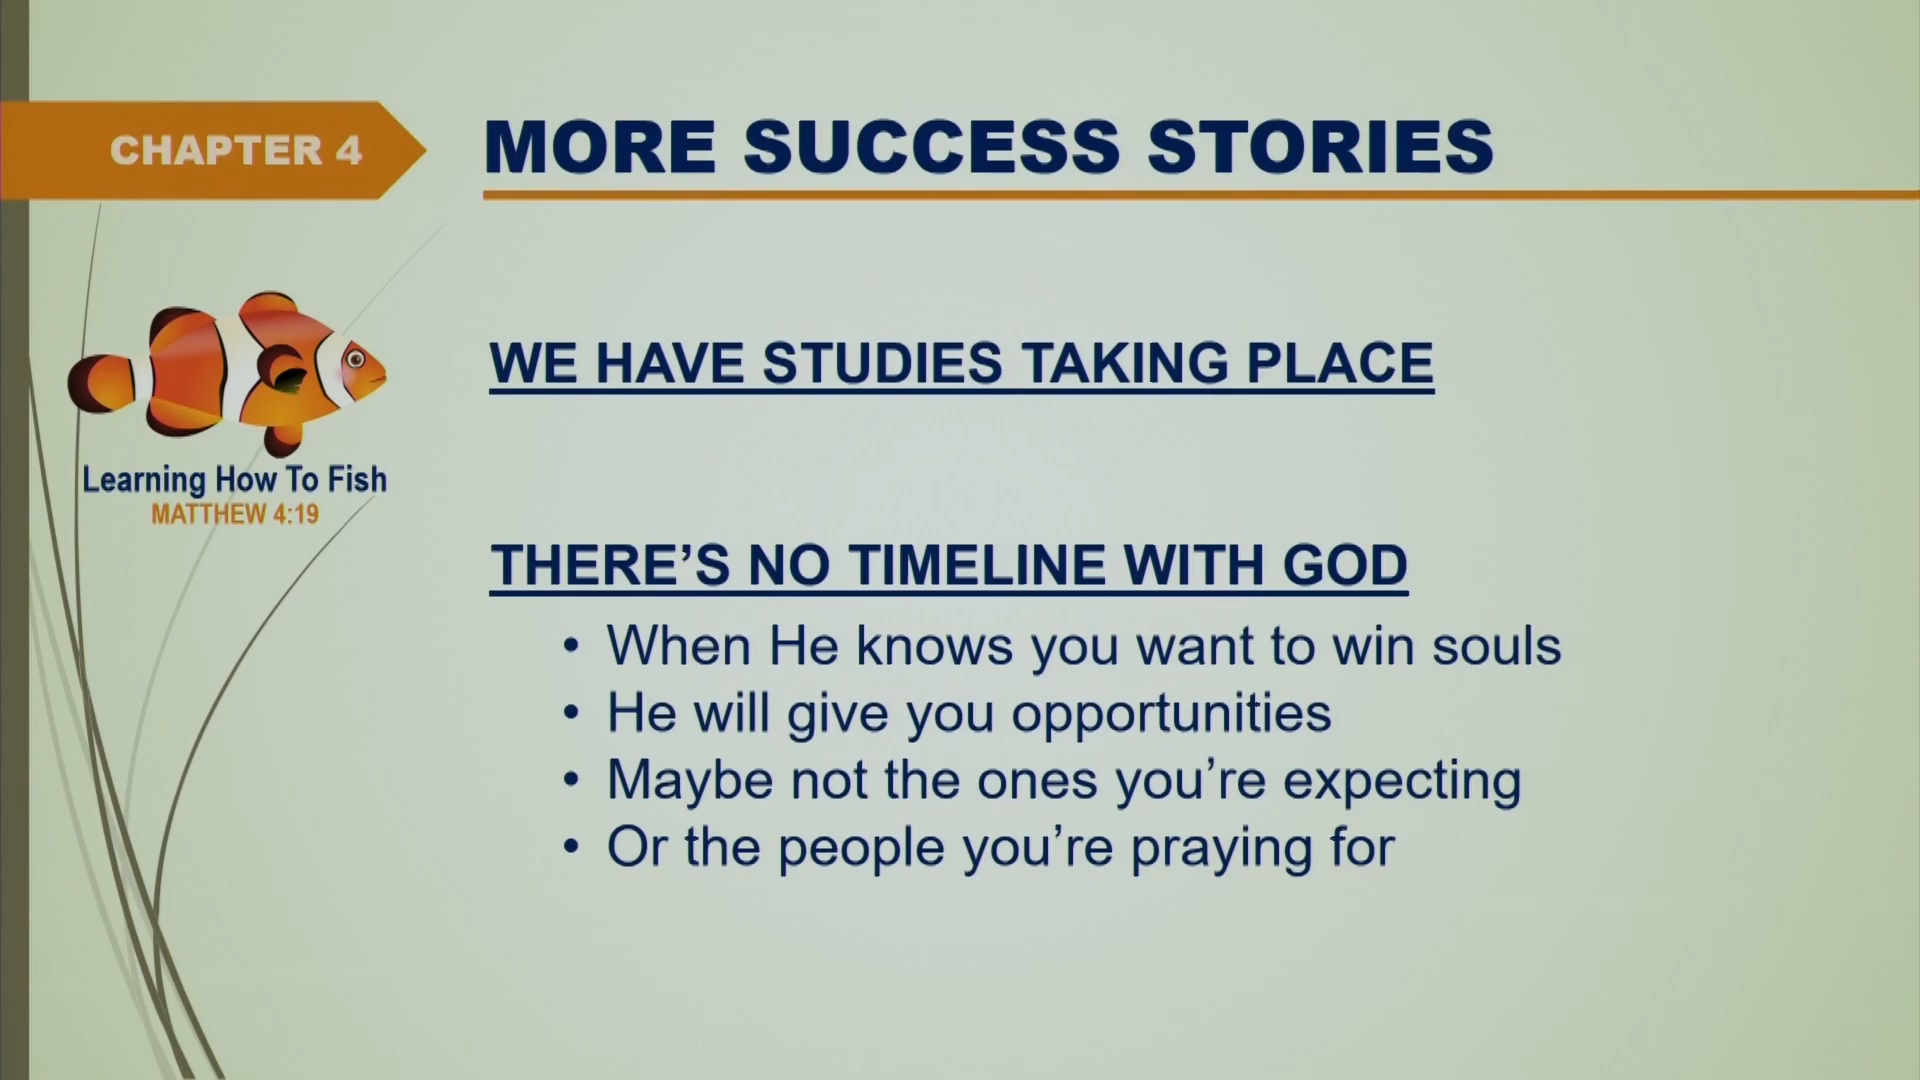 CHAPTER 4
MORE SUCCESS STORIES
Learning How To Fish
MATTHEW 4:19
WE HAVE STUDIES TAKING PLACE
THERE’S NO TIMELINE WITH GOD
• When He knows you want to win souls
• He will give you opportunities
• Maybe not the ones you’re expecting
• Or the people you’re praying for